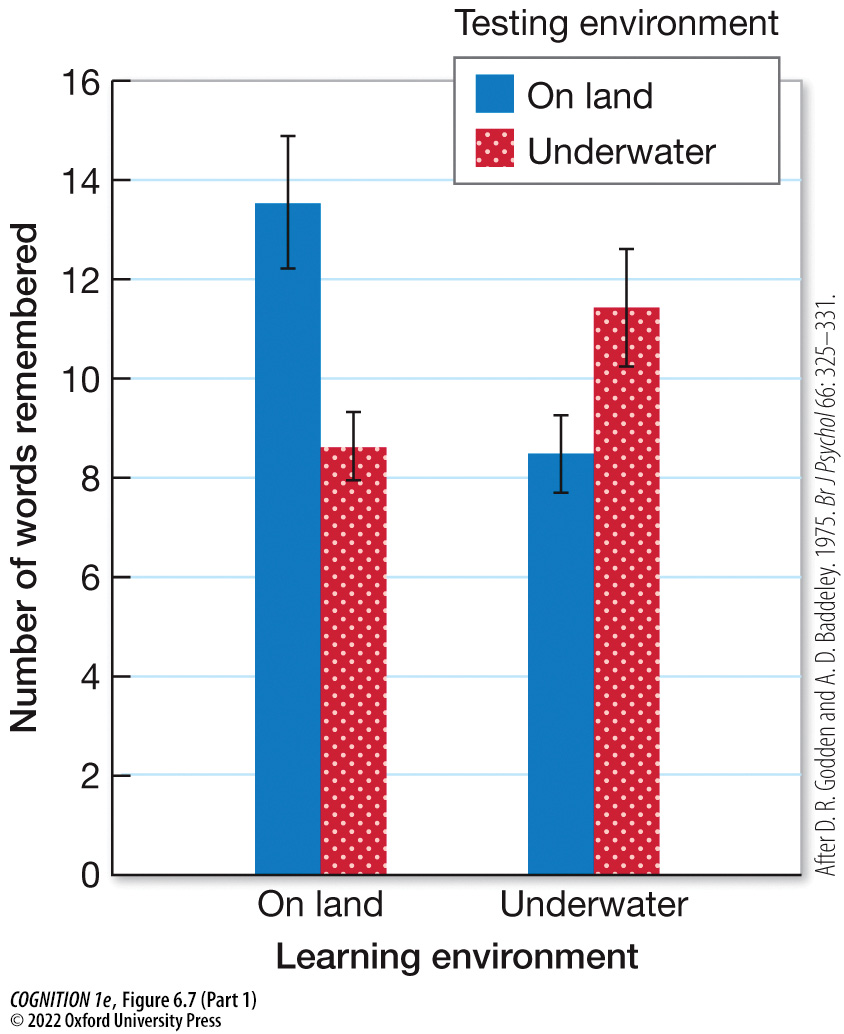 Testing environment
On land
Underwater
16
14
12
10
8
6
4
2
0
Number of words remembered
On land
Underwater
Learning environment
After D. R. Godden and A. D. Baddeley. 1975. Br J Psychol 66: 325–331.
COGNITION 1e, Figure 6.7 (Part 1)
© 2022 Oxford University Press